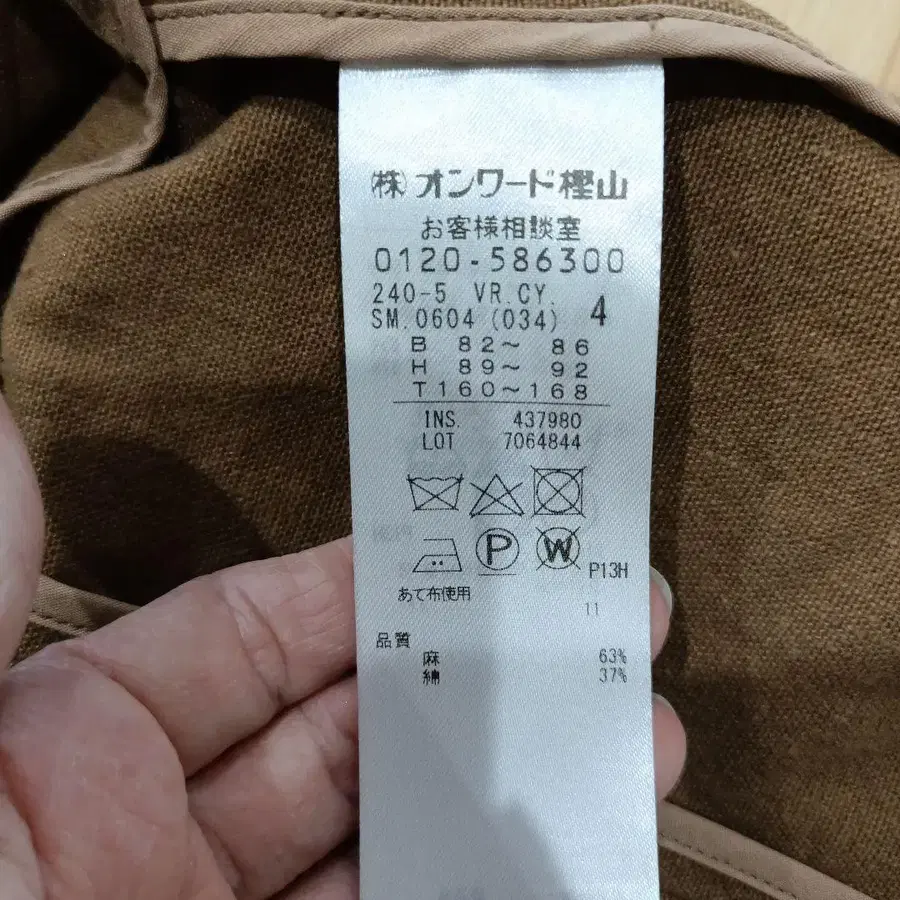 ㈱オンワード樫山
お客様相談室
0120-586300
240-5 VR.CY.
SM.0604 (034) 4
B 82〜 86
H 89〜 92
T160〜168
INS. 437980
LOT 7064844
P W
P13H
あて布使用
11
品質
麻 63%
綿 37%